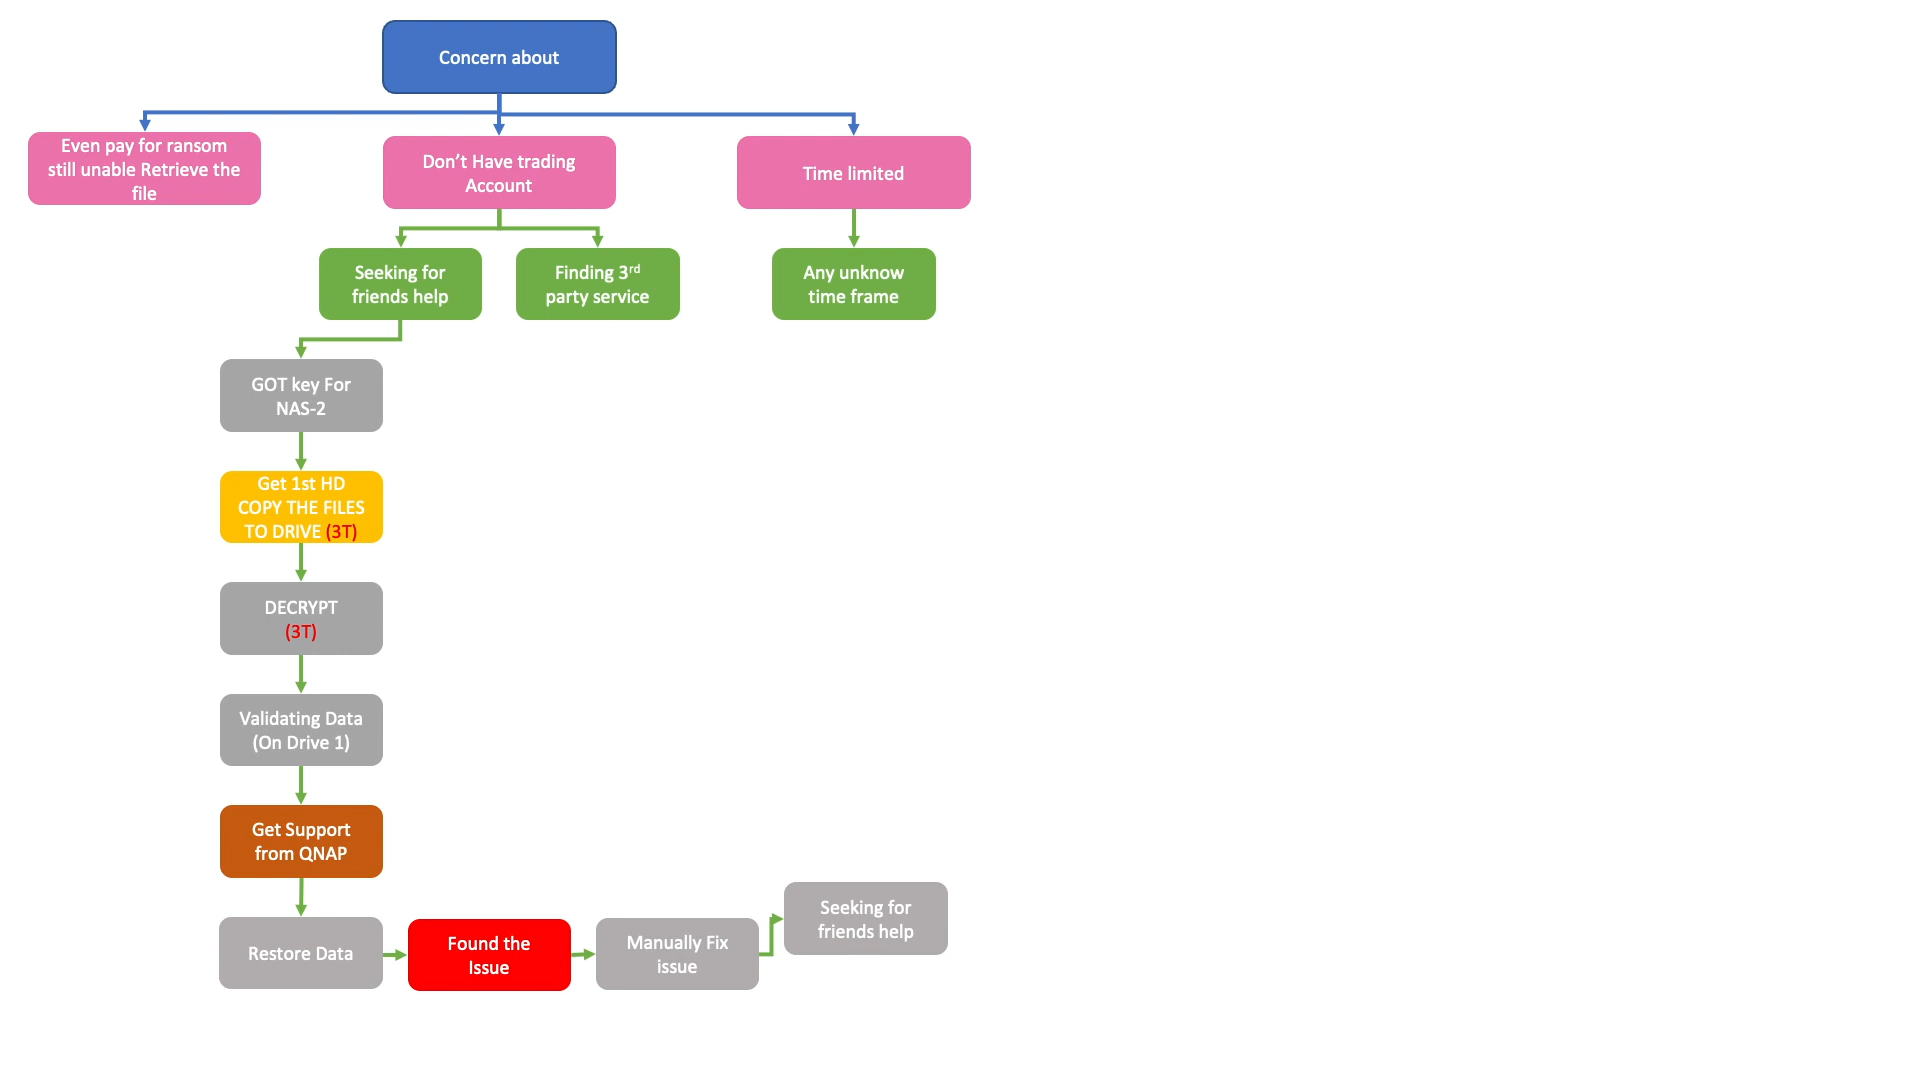 Concern about
Even pay for ransom
still unable Retrieve the
file
Don’t Have trading
Account
Time limited
Seeking for
friends help
Finding 3rd
party service
Any unknow
time frame
GOT key For
NAS-2
Get 1st HD
COPY THE FILES
TO DRIVE (3T)
DECRYPT
(3T)
Validating Data
(On Drive 1)
Get Support
from QNAP
Restore Data
Found the
Issue
Manually Fix
issue
Seeking for
friends help